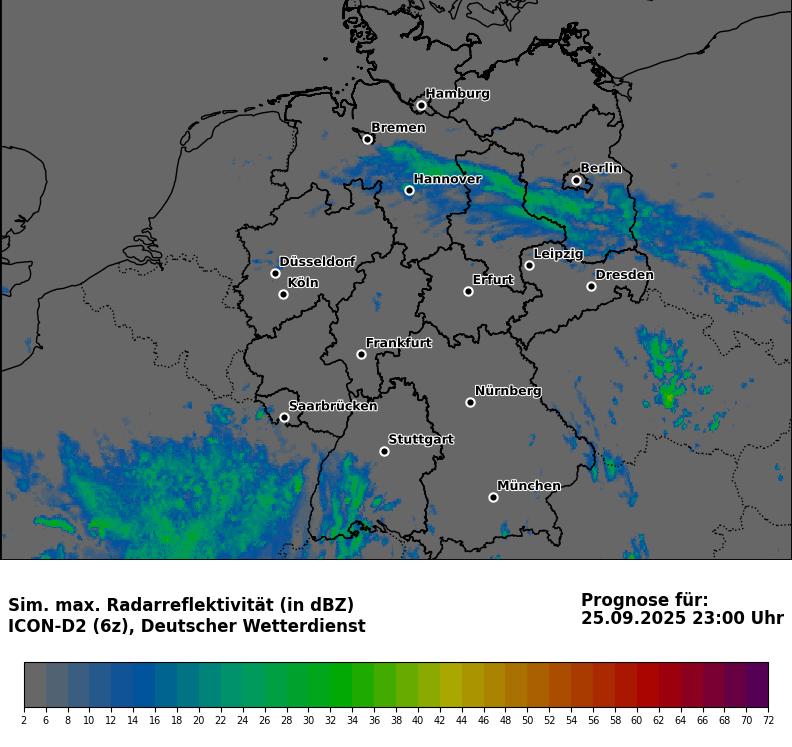 Hamburg
Bremen
Berlin
Hannover
Leipzig
Düsseldorf
Dresden
Köln
Erfurt
Frankfurt
Nürnberg
Saarbrücken
Stuttgart
München
Sim. max. Radarreflektivität (in dBZ)
ICON-D2 (6z), Deutscher Wetterdienst
Prognose für:
25.09.2025 23:00 Uhr
2 6 8 10 12 14 16 18 20 22 24 26 28 30 32 34 36 38 40 42 44 46 48 50 52 54 56 58 60 62 64 66 68 70 72